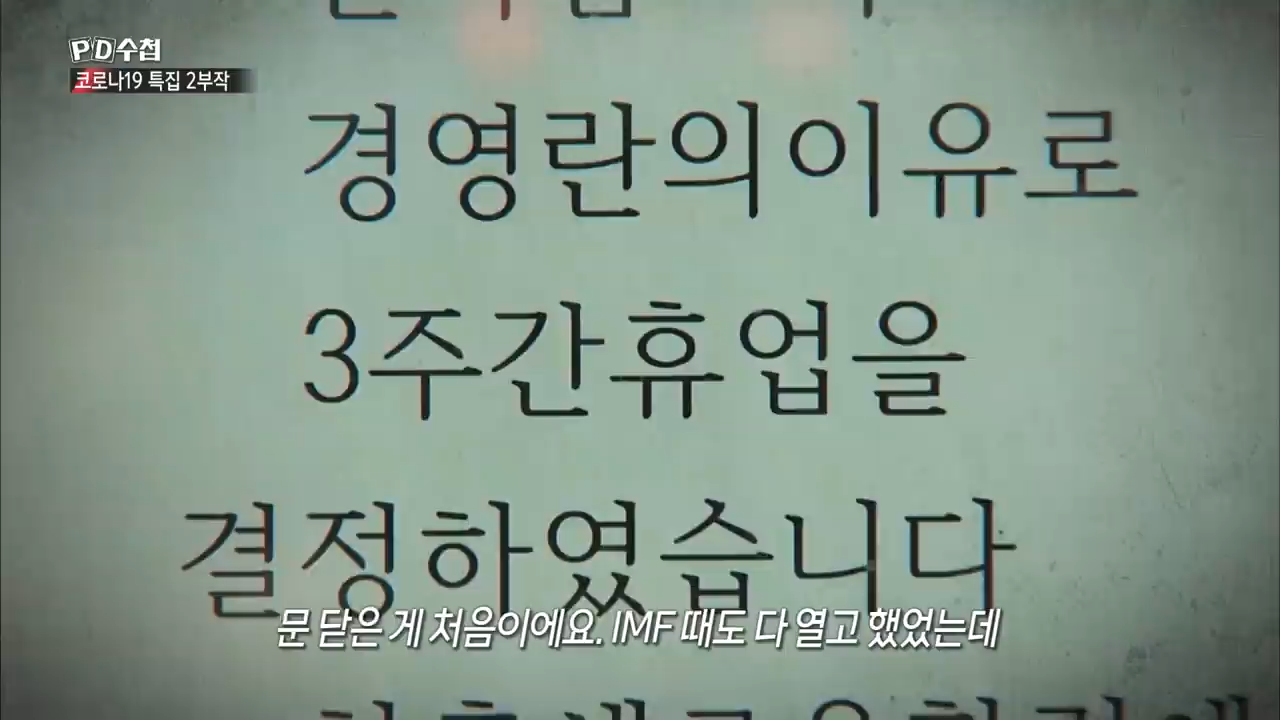 PD수첩
코로나19 특집 2부작
경영란의이유로
3주간휴업을
결정하였습니다
문 닫은 게 처음이에요. IMF 때도 다 열고 했었는데